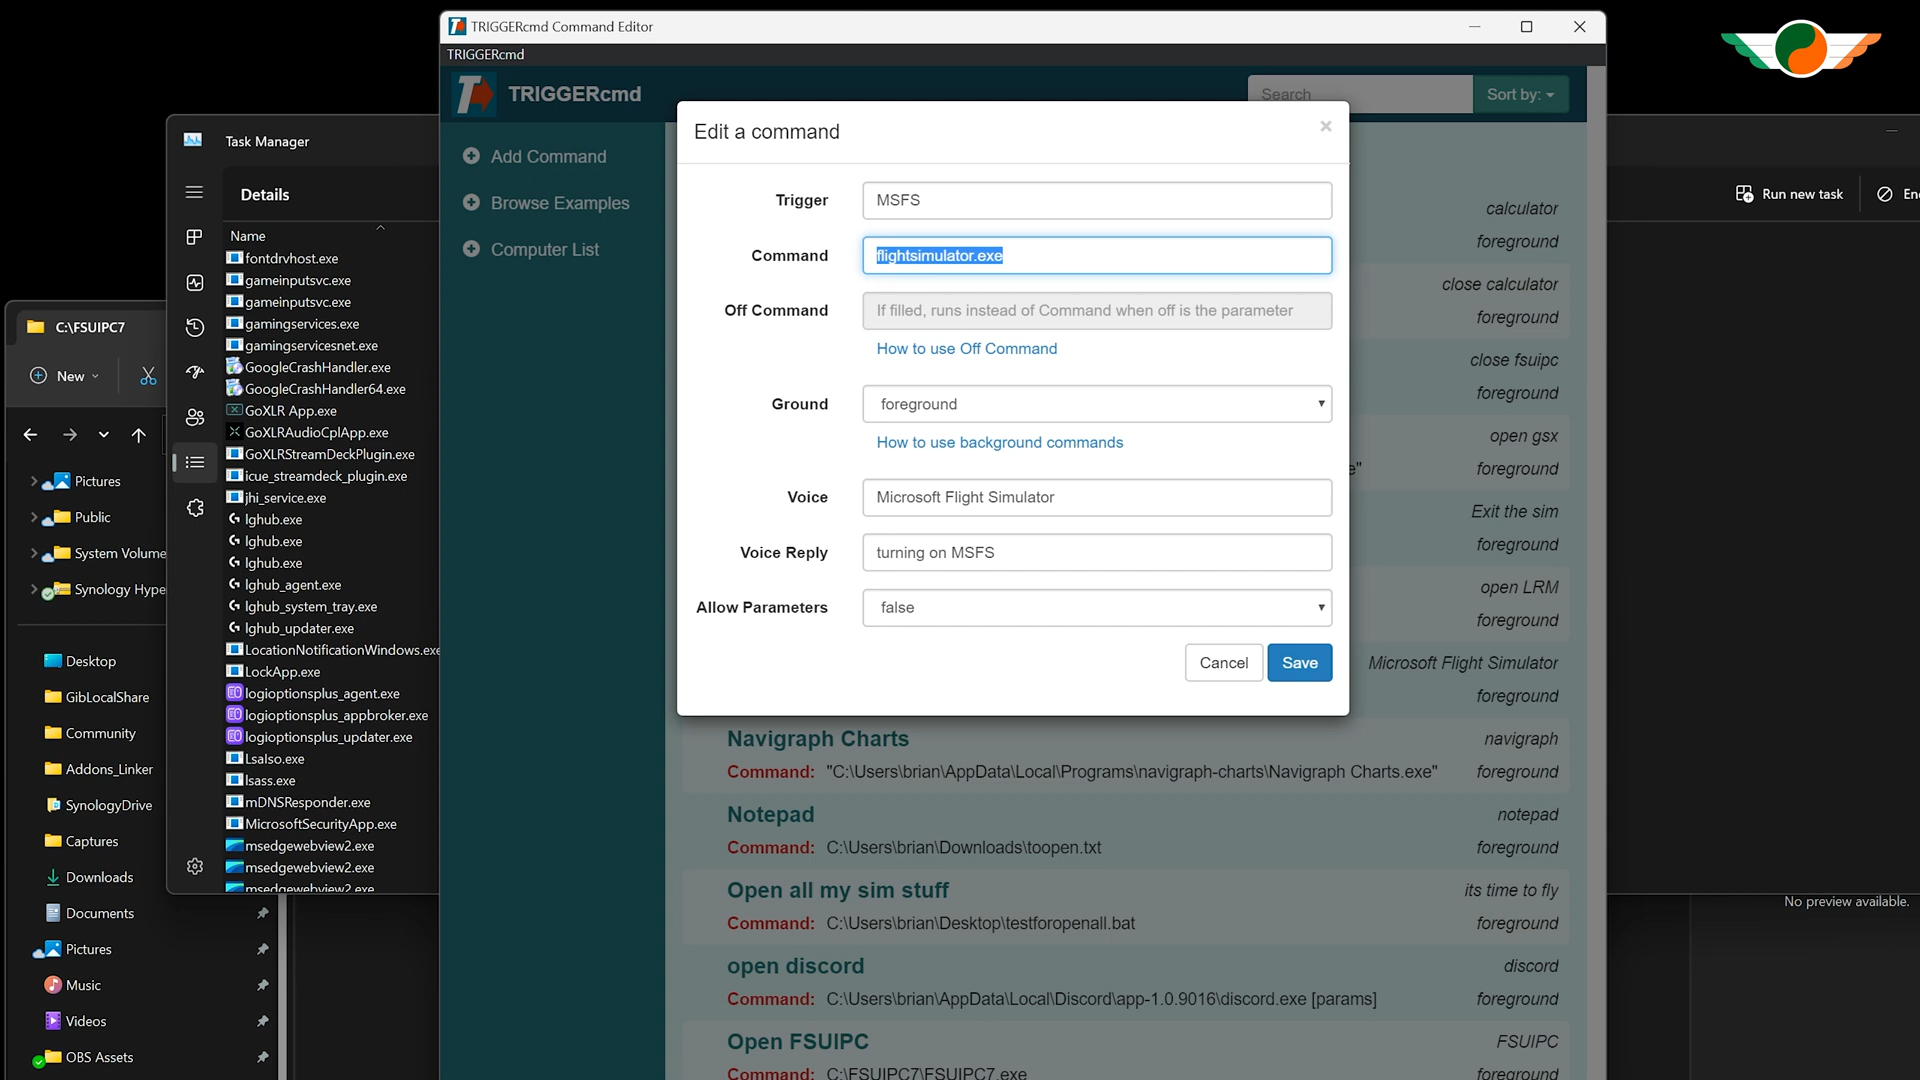 TRIGGERcmd Command Editor
TRIGGERcmd
TRIGGERcmd
Search
Sort by:
Add Command
Browse Examples
Computer List
Edit a command
×
Trigger
MSFS
Command
flightsimulator.exe
Off Command
If filled, runs instead of Command when off is the parameter
How to use Off Command
Ground
foreground
How to use background commands
Voice
Microsoft Flight Simulator
Voice Reply
turning on MSFS
Allow Parameters
false
Cancel
Save
calculator
foreground
close calculator
foreground
close fsuipc
foreground
open gsx
e"
foreground
Exit the sim
foreground
open LRM
foreground
Microsoft Flight Simulator
foreground
Navigraph Charts
navigraph
Command: "C:\Users\brian\AppData\Local\Programs\navigraph-charts\Navigraph Charts.exe"
foreground
Notepad
notepad
Command: C:\Users\brian\Downloads\toopen.txt
foreground
Open all my sim stuff
its time to fly
Command: C:\Users\brian\Desktop\testforopenall.bat
foreground
open discord
discord
Command: C:\Users\brian\AppData\Local\Discord\app-1.0.9016\discord.exe [params]
foreground
Open FSUIPC
FSUIPC
Command: C:\FSUIPC7\FSUIPC7.exe
foreground
Task Manager
Details
Name
fontdrvhost.exe
gameinputsvc.exe
gameinputsvc.exe
gamingservices.exe
gamingservicesnet.exe
GoogleCrashHandler.exe
GoogleCrashHandler64.exe
GoXLR App.exe
GoXLRAudioCplApp.exe
GoXLRStreamDeckPlugin.exe
icue_streamdeck_plugin.exe
jhi_service.exe
lghub.exe
lghub.exe
lghub.exe
lghub_agent.exe
lghub_system_tray.exe
lghub_updater.exe
LocationNotificationWindows.exe
LockApp.exe
logioptionsplus_agent.exe
logioptionsplus_appbroker.exe
logioptionsplus_updater.exe
LsaIso.exe
lsass.exe
mDNSResponder.exe
MicrosoftSecurityApp.exe
msedgewebview2.exe
msedgewebview2.exe
msedgewebview2.exe
Run new task
En
No preview available.
C:\FSUIPC7
New
Pictures
Public
System Volume
Synology Hype
Desktop
GibLocalShare
Community
Addons_Linker
SynologyDrive
Captures
Downloads
Documents
Pictures
Music
Videos
OBS Assets